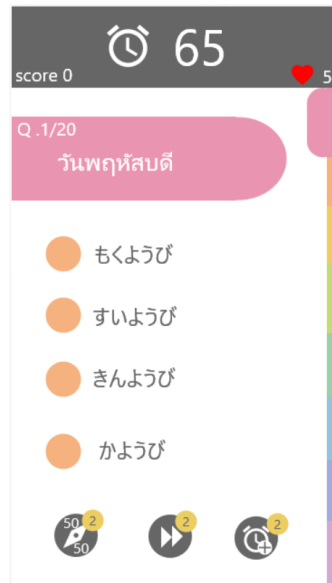 65
score 0
5
Q .1/20
วันพฤหัสบดี
もくようび
すいようび
きんようび
かようび
50 2
50
2
2